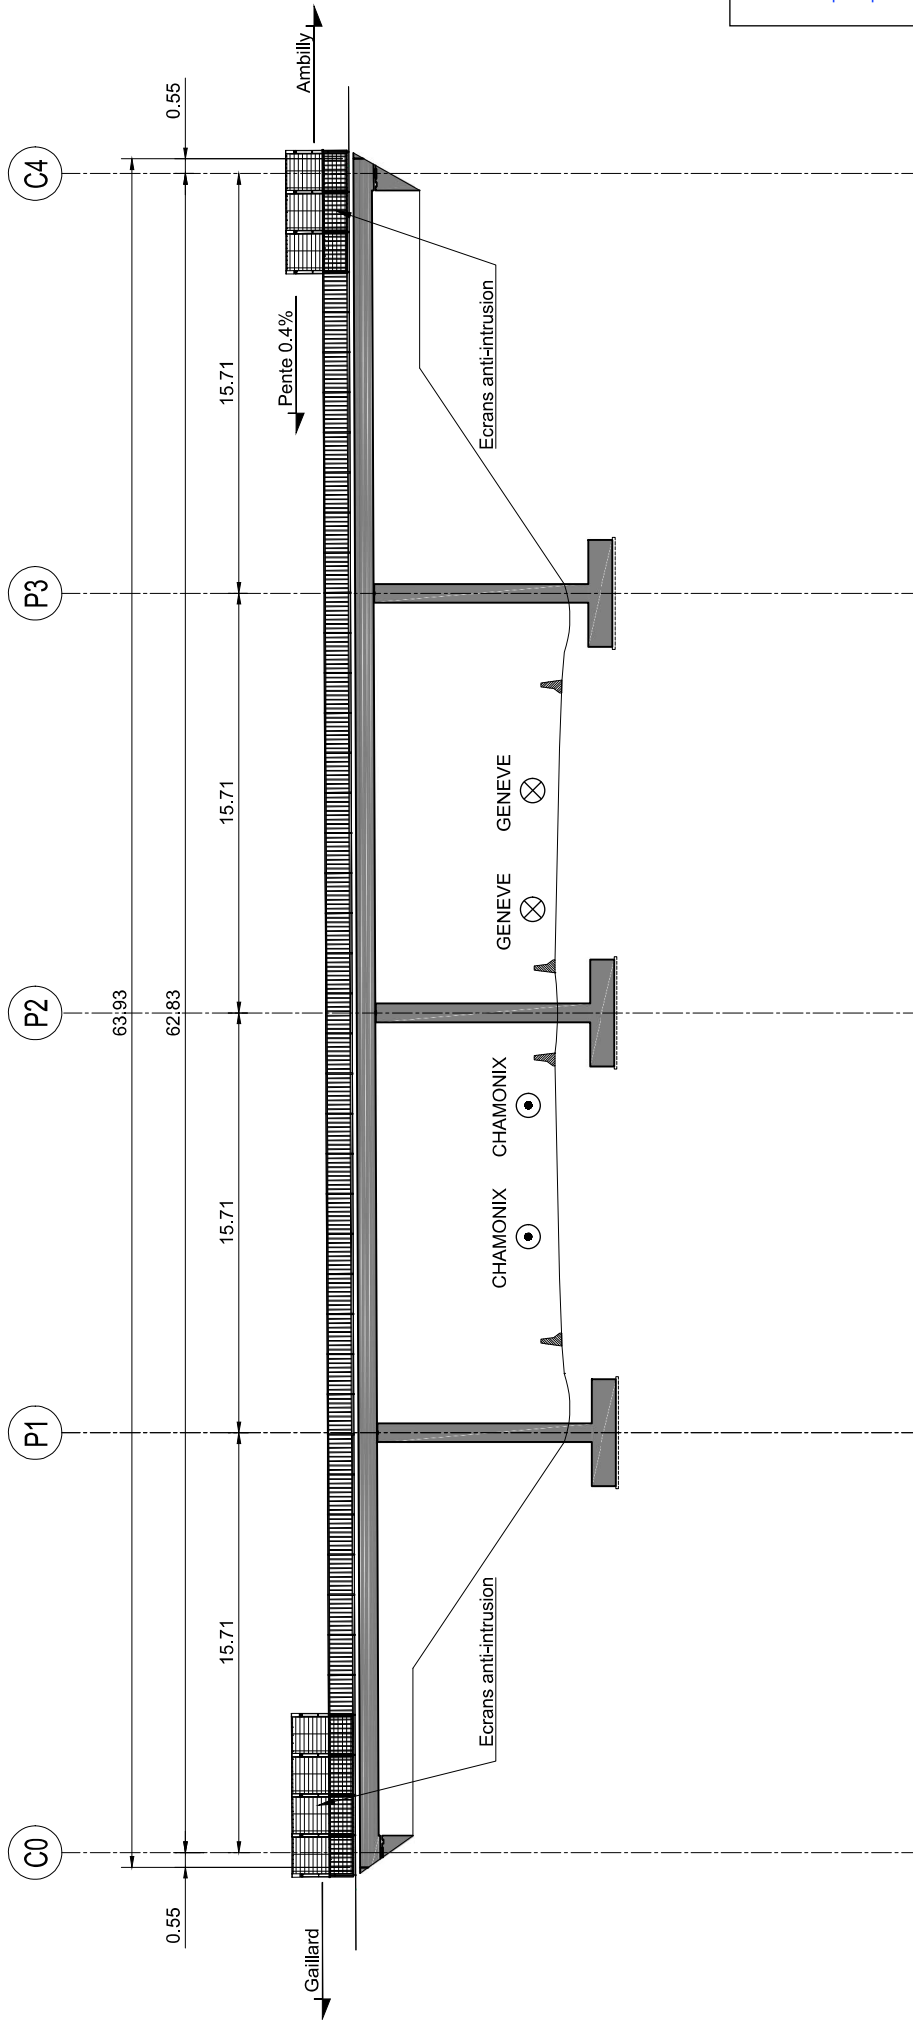 C0
P1
P2
P3
C4
63.93
0.55
62.83
0.55
15.71
15.71
15.71
15.71
Gaillard
Ambilly
Pente 0.4%
Ecrans anti-intrusion
CHAMONIX
CHAMONIX
GENEVE
GENEVE
Ecrans anti-intrusion